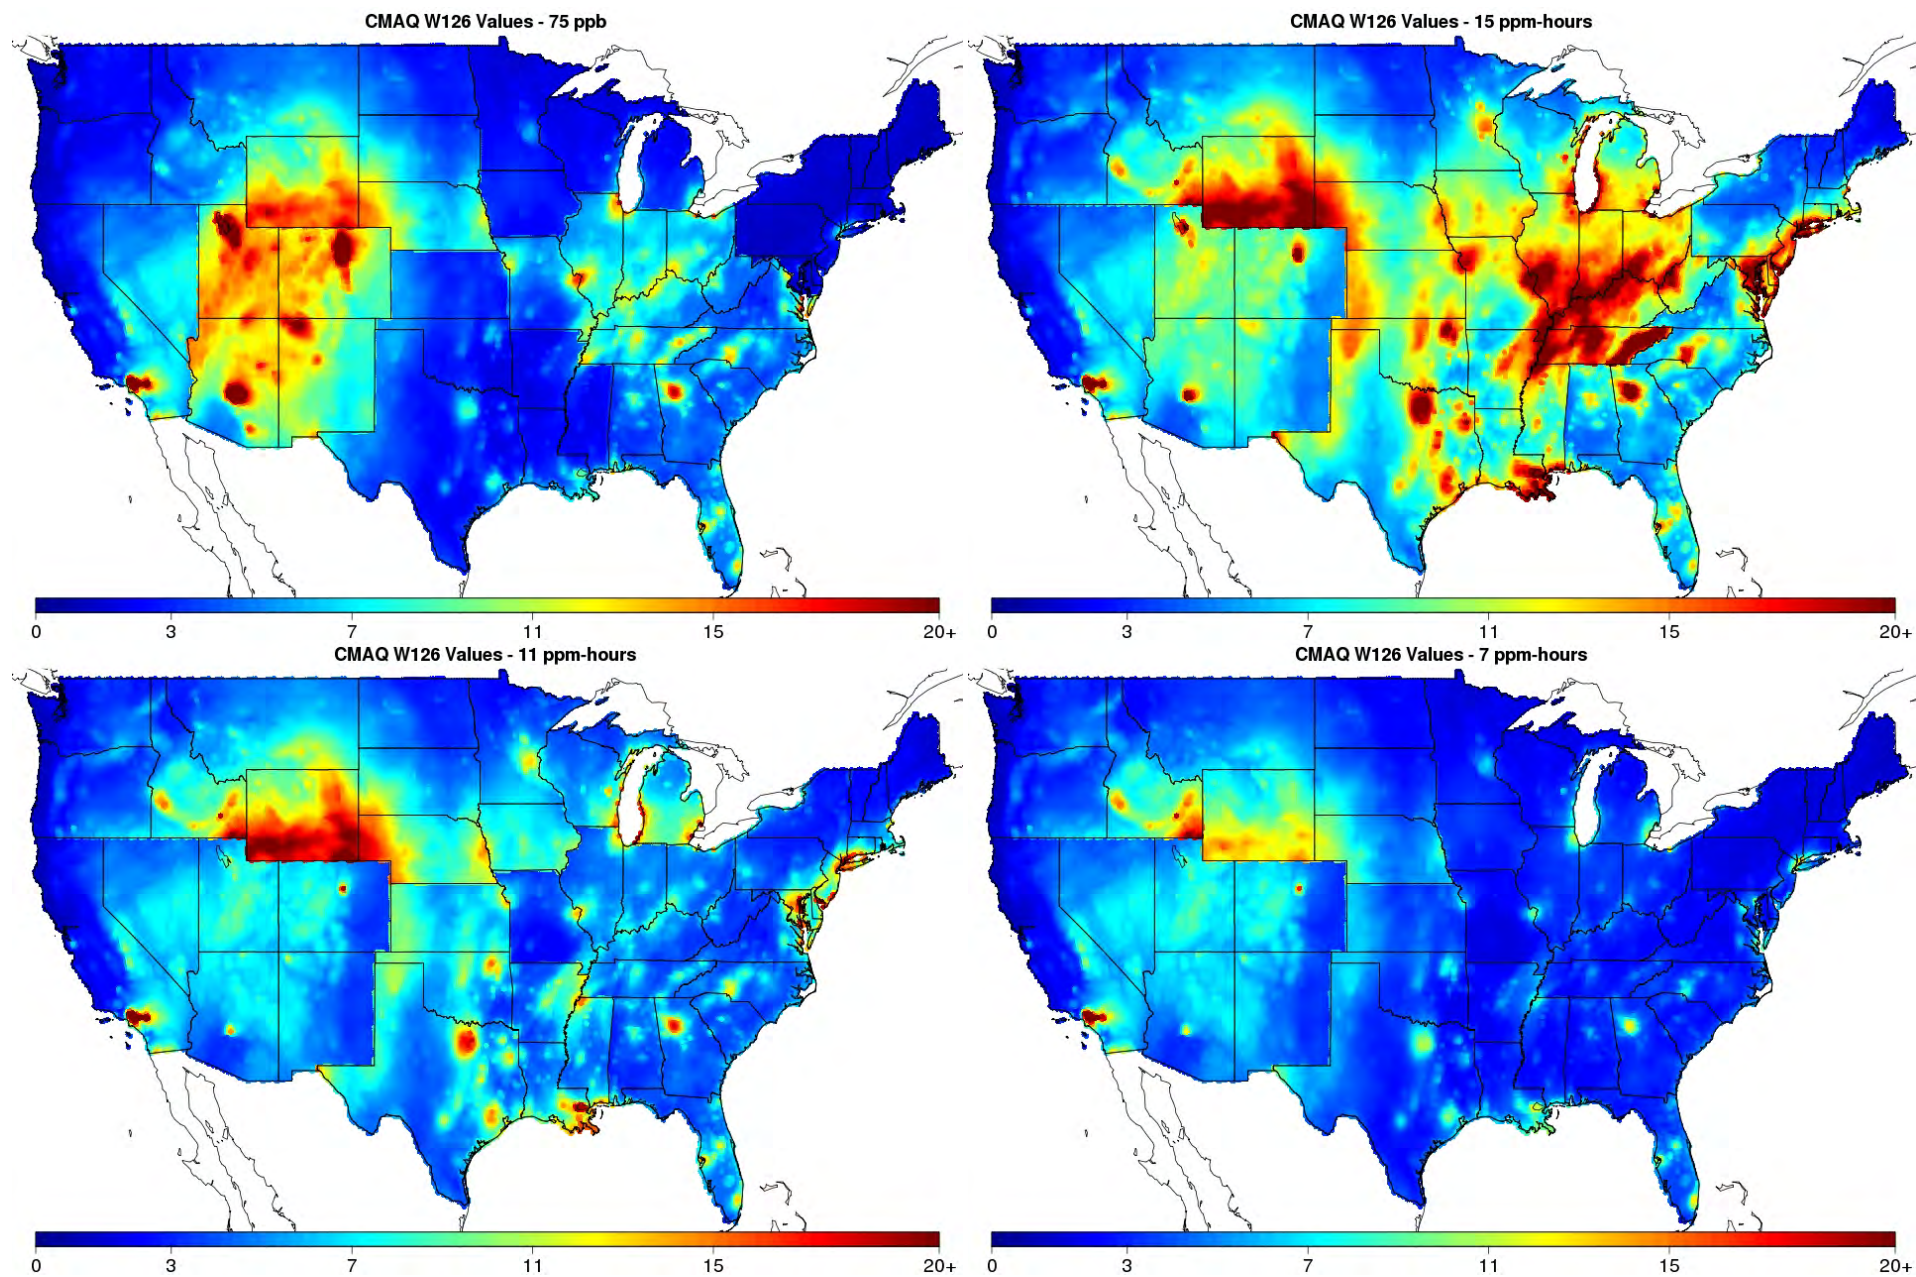 CMAQ W126 Values - 75 ppb
0 3 7 11 15 20+
CMAQ W126 Values - 15 ppm-hours
0 3 7 11 15 20+
CMAQ W126 Values - 11 ppm-hours
0 3 7 11 15 20+
CMAQ W126 Values - 7 ppm-hours
0 3 7 11 15 20+